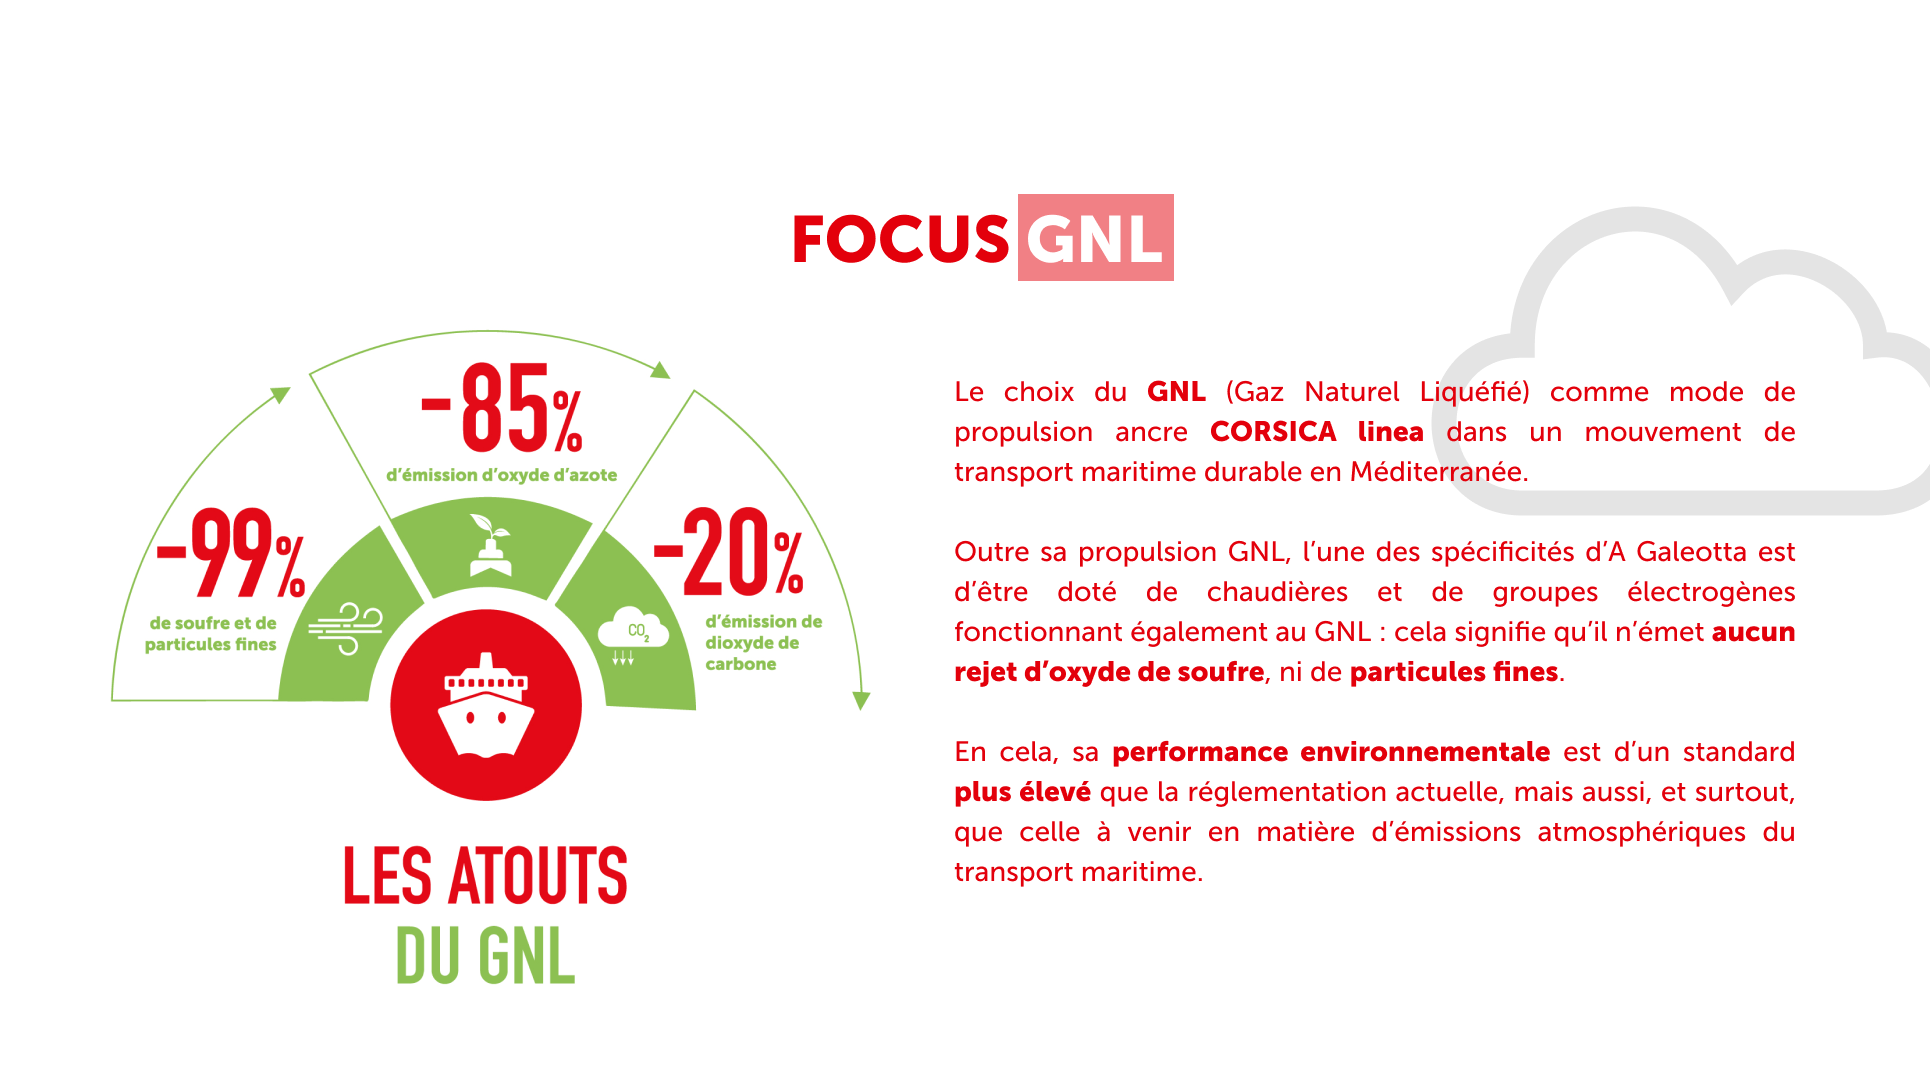 FOCUS GNL
-85%
d'émission d'oxyde d'azote
-99%
de soufre et de
particules fines
-20%
d'émission de
dioxyde de
carbone
CO2
LES ATOUTS
DU GNL
Le choix du GNL (Gaz Naturel Liquéfié) comme mode de
propulsion ancre CORSICA linea dans un mouvement de
transport maritime durable en Méditerranée.
Outre sa propulsion GNL, l'une des spécificités d'A Galeotta est
d'être doté de chaudières et de groupes électrogènes
fonctionnant également au GNL : cela signifie qu'il n'émet aucun
rejet d'oxyde de soufre, ni de particules fines.
En cela, sa performance environnementale est d'un standard
plus élevé que la réglementation actuelle, mais aussi, et surtout,
que celle à venir en matière d'émissions atmosphériques du
transport maritime.